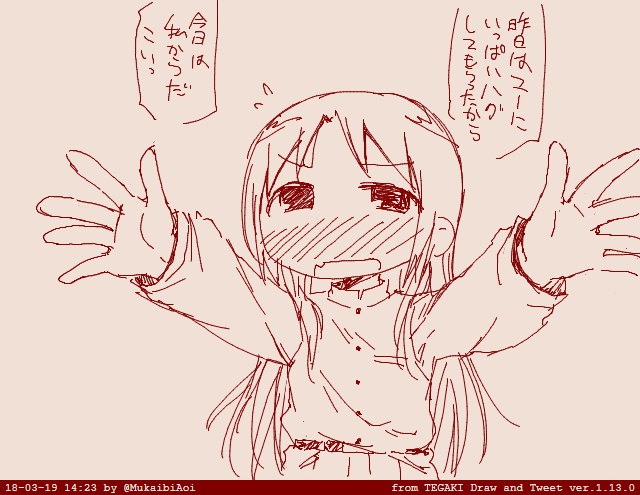 昨日はユーに
いっぱいハグ
してもらったから
今日は
私からだ
こいっ
18-03-19 14:23 by @MukaibiAoi
from TEGAKI Draw and Tweet ver.1.13.0